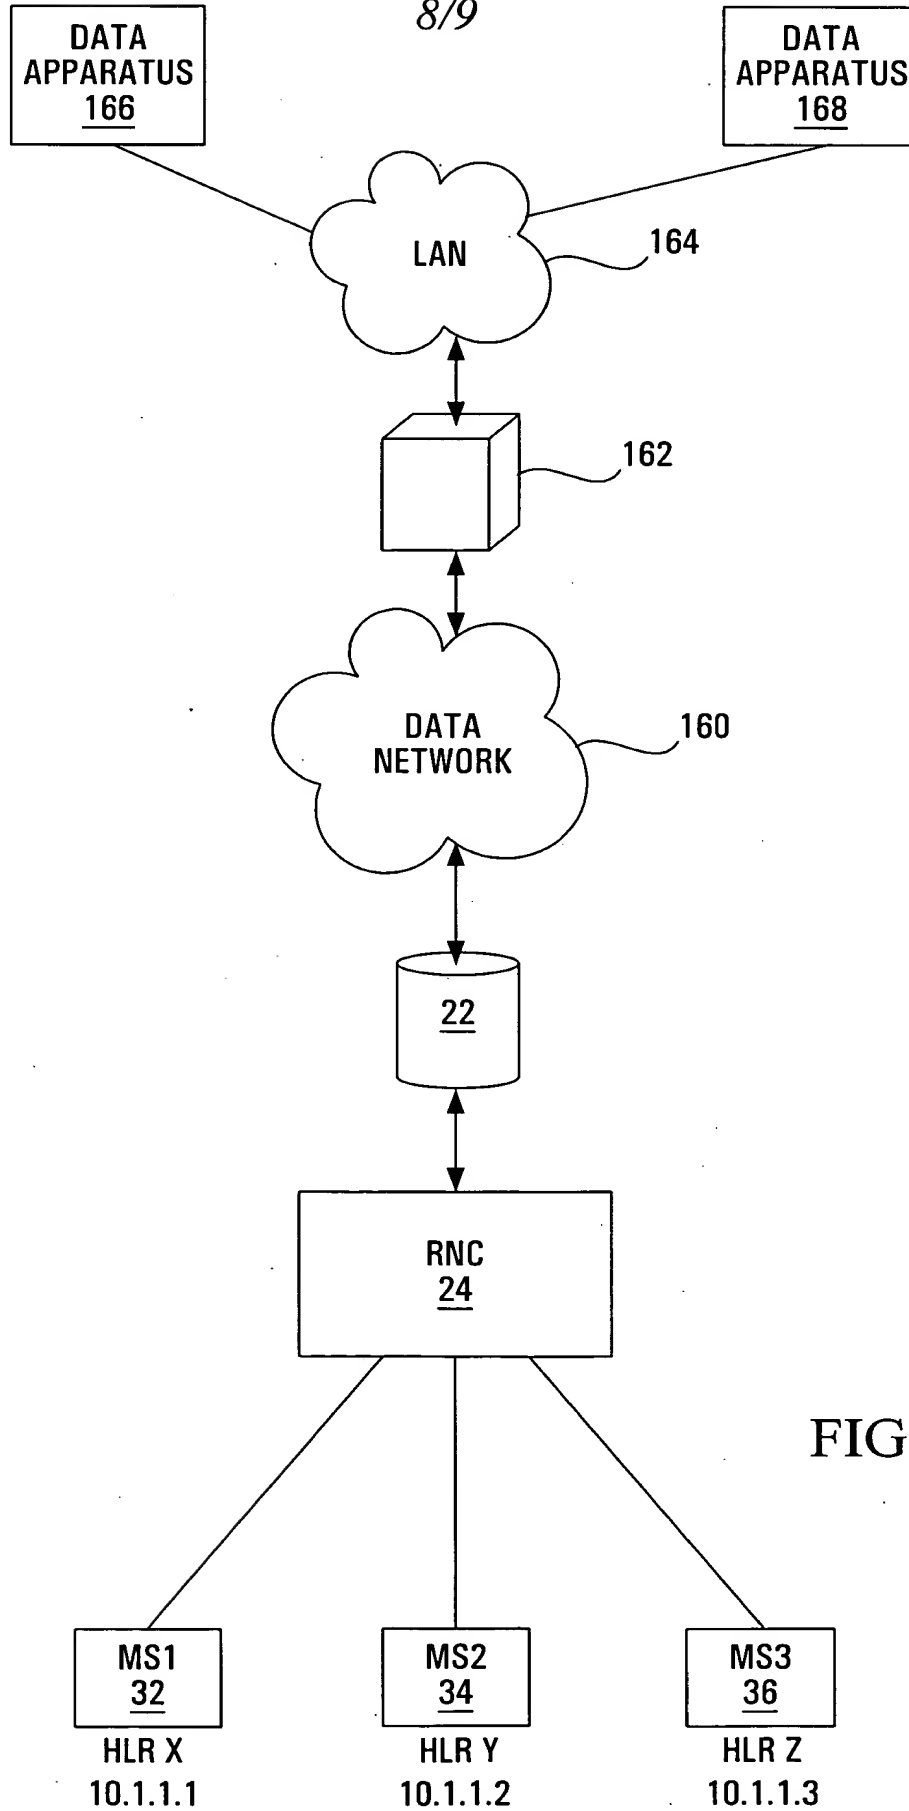 8/9
DATA
APPARATUS
166
DATA
APPARATUS
168
LAN
164
162
DATA
NETWORK
160
22
RNC
24
FIG
MS1
32
HLR X
10.1.1.1
MS2
34
HLR Y
10.1.1.2
MS3
36
HLR Z
10.1.1.3